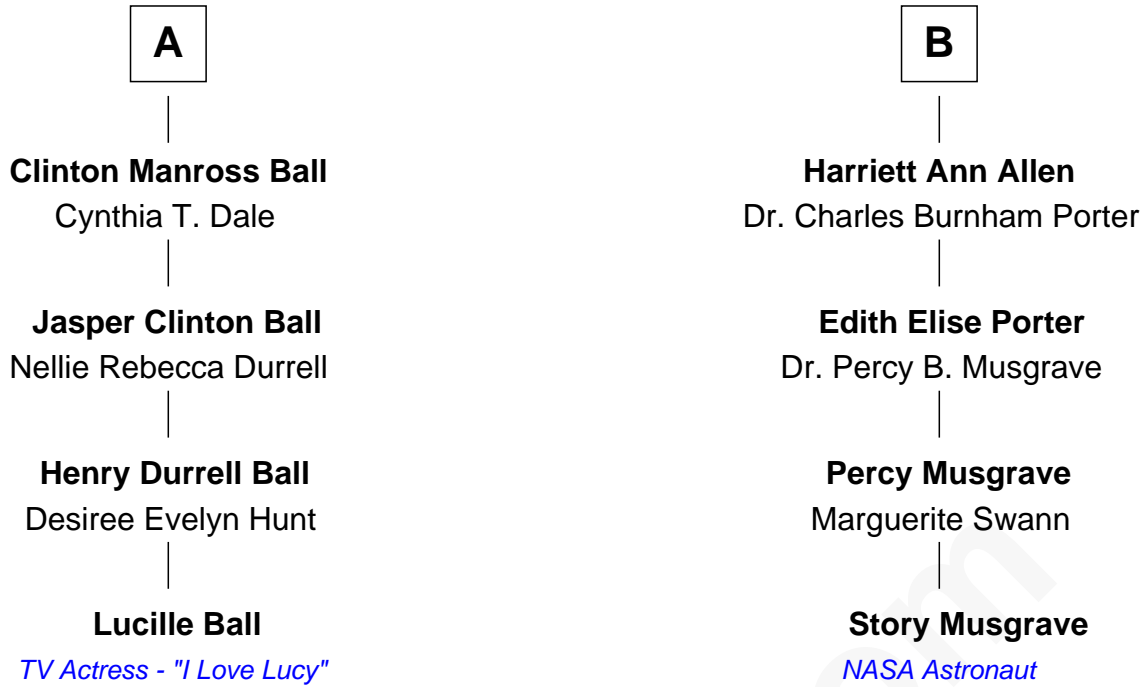 A
B
Clinton Manross Ball
Cynthia T. Dale
Harriett Ann Allen
Dr. Charles Burnham Porter
Jasper Clinton Ball
Nellie Rebecca Durrell
Edith Elise Porter
Dr. Percy B. Musgrave
Henry Durrell Ball
Desiree Evelyn Hunt
Percy Musgrave
Marguerite Swann
Lucille Ball
TV Actress - "I Love Lucy"
Story Musgrave
NASA Astronaut